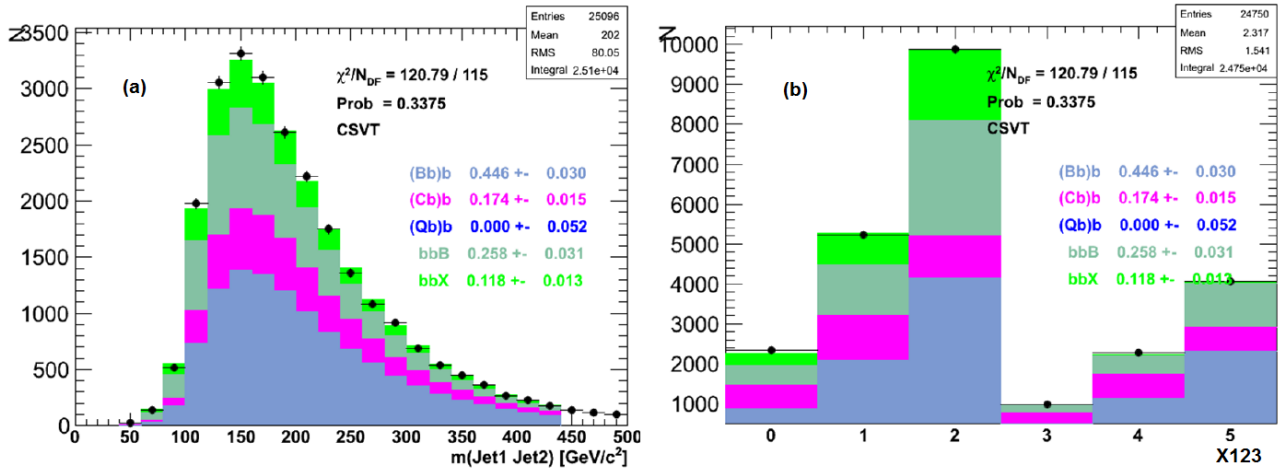 Entries 25096
Mean 202
RMS 80.05
Integral 2.51e+04
N
3500
3000
2500
2000
1500
1000
500
0
(a)
χ²/N_DF = 120.79 / 115
Prob = 0.3375
CSVT
(Bb)b 0.446 +- 0.030
(Cb)b 0.174 +- 0.015
(Qb)b 0.000 +- 0.052
bbB 0.258 +- 0.031
bbX 0.118 +- 0.013
0 50 100 150 200 250 300 350 400 450 500
m(Jet1 Jet2) [GeV/c²]
Entries 24750
Mean 2.317
RMS 1.541
Integral 2.475e+04
N
10000
9000
8000
7000
6000
5000
4000
3000
2000
1000
χ²/N_DF = 120.79 / 115
(b)
Prob = 0.3375
CSVT
(Bb)b 0.446 +- 0.030
(Cb)b 0.174 +- 0.015
(Qb)b 0.000 +- 0.052
bbB 0.258 +- 0.031
bbX 0.118 +- 0.013
0 1 2 3 4 5
X123